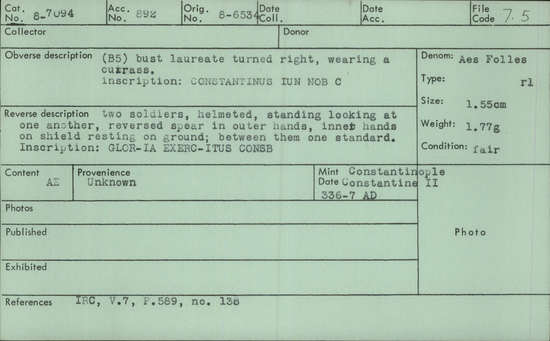 Cat. No. 8-7094 Acc. No. 892 Orig. No. 8-6534 Date Coll. Date Acc. File Code 7.5
Collector Donor
Obverse description (B5) bust laureate turned right, wearing a
cuirass.
inscription: CONSTANTINUS IUN NOB C
Denom: Aes Folles
Type: r1
Size: 1.55cm
Weight: 1.77g
Condition: fair
Reverse description two soldiers, helmeted, standing looking at
one another, reversed spear in outer hands, inner hands
on shield resting on ground; between them one standard.
Inscription: GLOR-IA EXERC-ITUS CONSB
Content AE Provenience Unknown Mint Constantinople
Date Constantine II
336-7 AD
Photos
Published
Exhibited
Photo
References IRC, V.7, P.589, no. 138